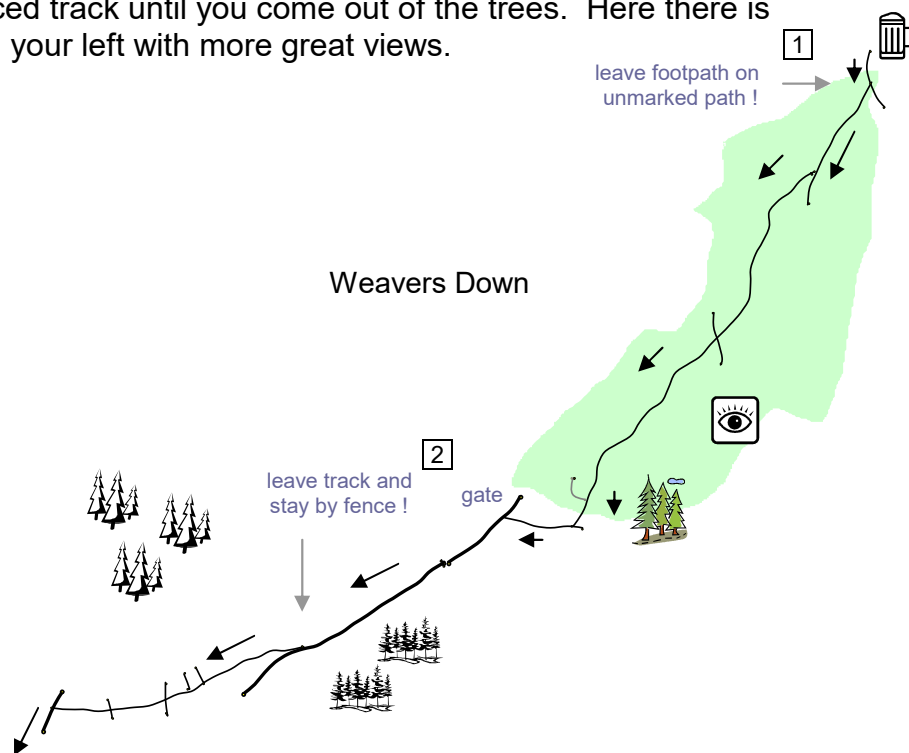 ced track until you come out of the trees.  Here there is
your left with more great views.
1
leave footpath on
unmarked path !
Weavers Down
2
leave track and
stay by fence !
gate